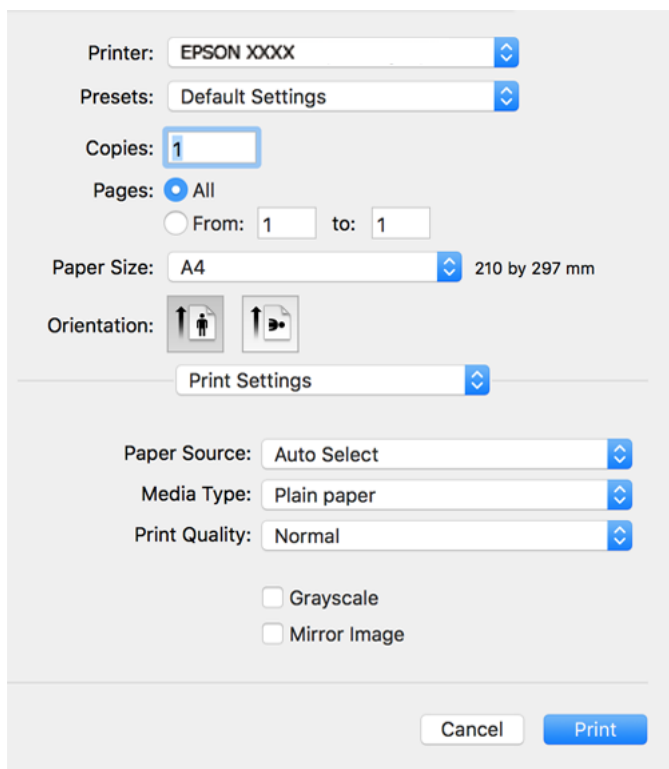 Printer: EPSON XXXX
Presets: Default Settings
Copies: 1
Pages: All
From: 1 to: 1
Paper Size: A4 210 by 297 mm
Orientation:
Print Settings
Paper Source: Auto Select
Media Type: Plain paper
Print Quality: Normal
Grayscale
Mirror Image
Cancel Print